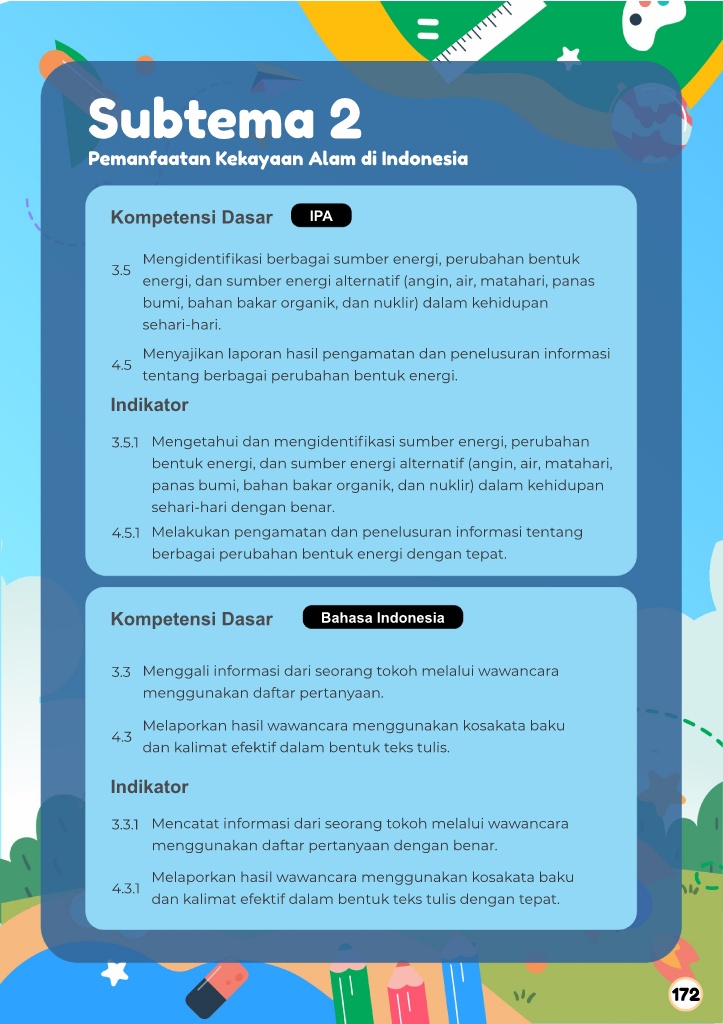 Subtema 2
Pemanfaatan Kekayaan Alam di Indonesia
Kompetensi Dasar IPA
3.5 Mengidentifikasi berbagai sumber energi, perubahan bentuk
energi, dan sumber energi alternatif (angin, air, matahari, panas
bumi, bahan bakar organik, dan nuklir) dalam kehidupan
sehari-hari.
4.5 Menyajikan laporan hasil pengamatan dan penelusuran informasi
tentang berbagai perubahan bentuk energi.
Indikator
3.5.1 Mengetahui dan mengidentifikasi sumber energi, perubahan
bentuk energi, dan sumber energi alternatif (angin, air, matahari,
panas bumi, bahan bakar organik, dan nuklir) dalam kehidupan
sehari-hari dengan benar.
4.5.1 Melakukan pengamatan dan penelusuran informasi tentang
berbagai perubahan bentuk energi dengan tepat.
Kompetensi Dasar Bahasa Indonesia
3.3 Menggali informasi dari seorang tokoh melalui wawancara
menggunakan daftar pertanyaan.
4.3 Melaporkan hasil wawancara menggunakan kosakata baku
dan kalimat efektif dalam bentuk teks tulis.
Indikator
3.3.1 Mencatat informasi dari seorang tokoh melalui wawancara
menggunakan daftar pertanyaan dengan benar.
4.3.1 Melaporkan hasil wawancara menggunakan kosakata baku
dan kalimat efektif dalam bentuk teks tulis dengan tepat.
172